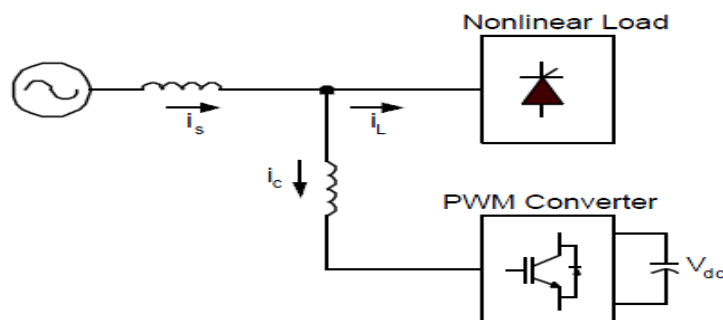 Nonlinear Load
i_s
i_L
i_c
PWM Converter
V_dc